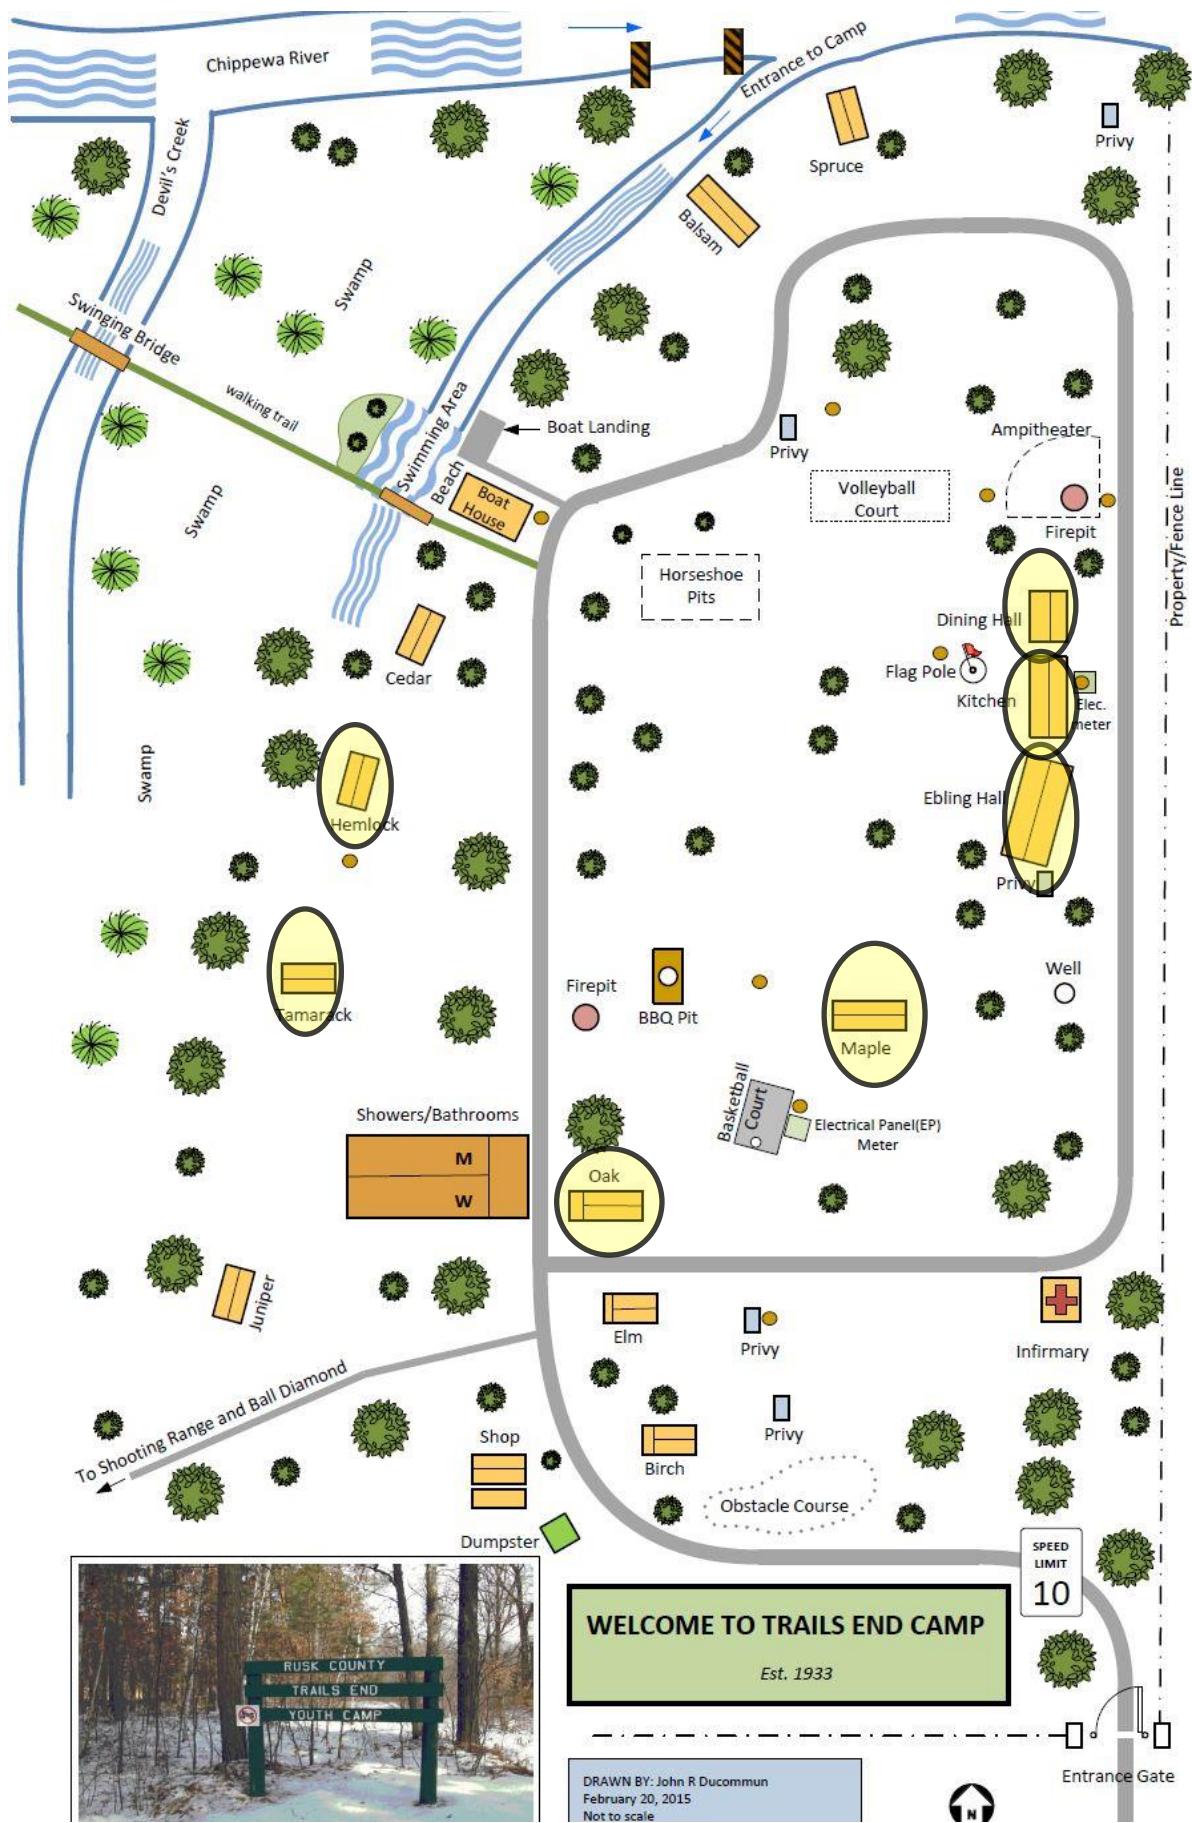 Chippewa River
Entrance to Camp
Devil's Creek
Privy
Spruce
Balsam
Swamp
Swinging Bridge
walking trail
Swimming Area
Beach
Boat Landing
Boat
House
Privy
Ampitheater
Volleyball
Court
Firepit
Property/Fence Line
Swamp
Horseshoe
Pits
Dining Hall
Cedar
Flag Pole
Kitchen
Elec.
meter
Swamp
Hemlock
Ebling Hall
Privy
Tamarack
Firepit
BBQ Pit
Well
Maple
Basketball
Court
Electrical Panel(EP)
Meter
Showers/Bathrooms
M
W
Oak
Juniper
Elm
Privy
Infirmary
To Shooting Range and Ball Diamond
Shop
Birch
Privy
Obstacle Course
Dumpster
SPEED
LIMIT
10
RUSK COUNTY
TRAILS END
YOUTH CAMP
WELCOME TO TRAILS END CAMP
Est. 1933
Entrance Gate
DRAWN BY: John R Ducommun
February 20, 2015
Not to scale
N